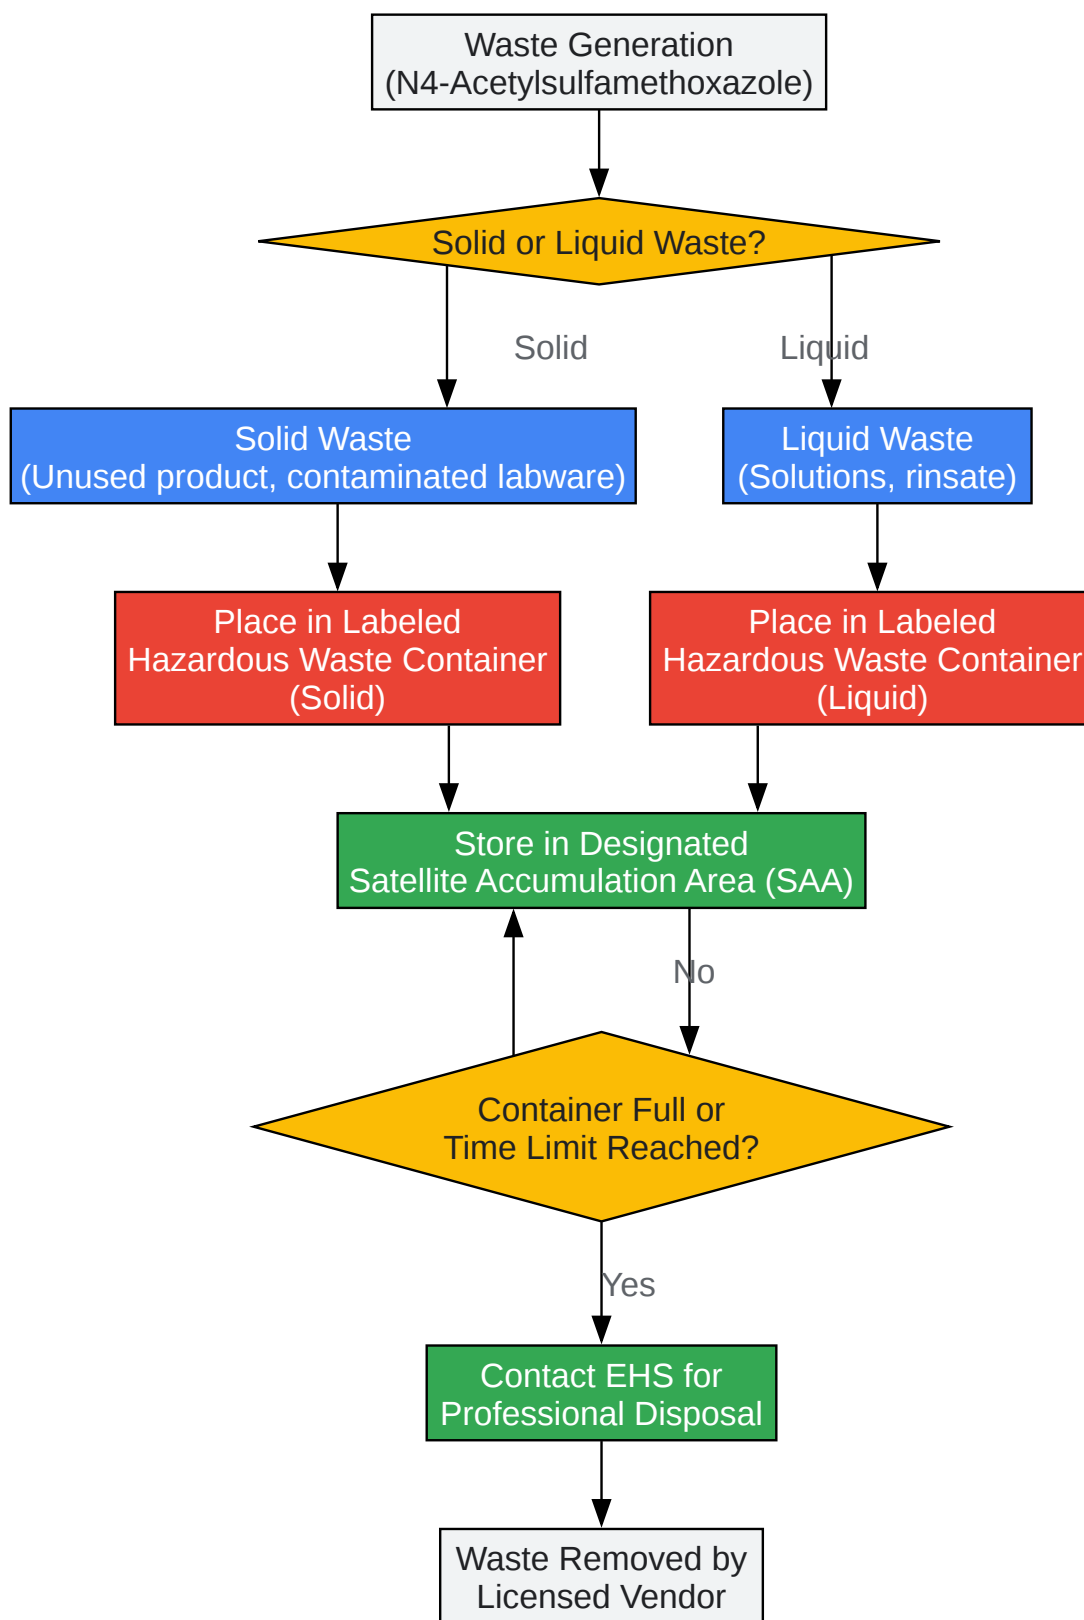 Waste Generation
(N4-Acetylsulfamethoxazole)
Solid or Liquid Waste?
Solid
Liquid
Solid Waste
(Unused product, contaminated labware)
Liquid Waste
(Solutions, rinsate)
Place in Labeled
Hazardous Waste Container
(Solid)
Place in Labeled
Hazardous Waste Container
(Liquid)
Store in Designated
Satellite Accumulation Area (SAA)
No
Container Full or
Time Limit Reached?
Yes
Contact EHS for
Professional Disposal
Waste Removed by
Licensed Vendor